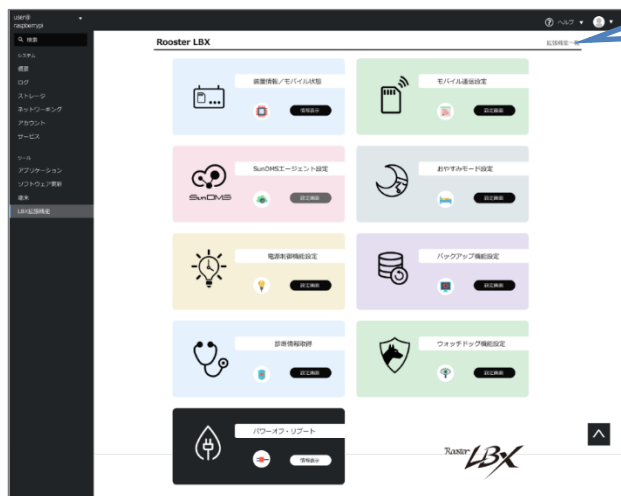 user@
raspberrypi
ヘルプ
検索
システム
概要
ログ
ストレージ
ネットワーキング
アカウント
サービス
ツール
アプリケーション
ソフトウェア更新
端末
LBX拡張機能
Rooster LBX
拡張機能一覧
装置情報/モバイル状態
情報表示
モバイル通信設定
設定画面
SunDMSエージェント設定
SunDMS
設定画面
おやすみモード設定
設定画面
電源制御機能設定
設定画面
バックアップ機能設定
設定画面
診断情報取得
設定画面
ウォッチドッグ機能設定
設定画面
パワーオフ・リブート
情報表示
Rooster LBX